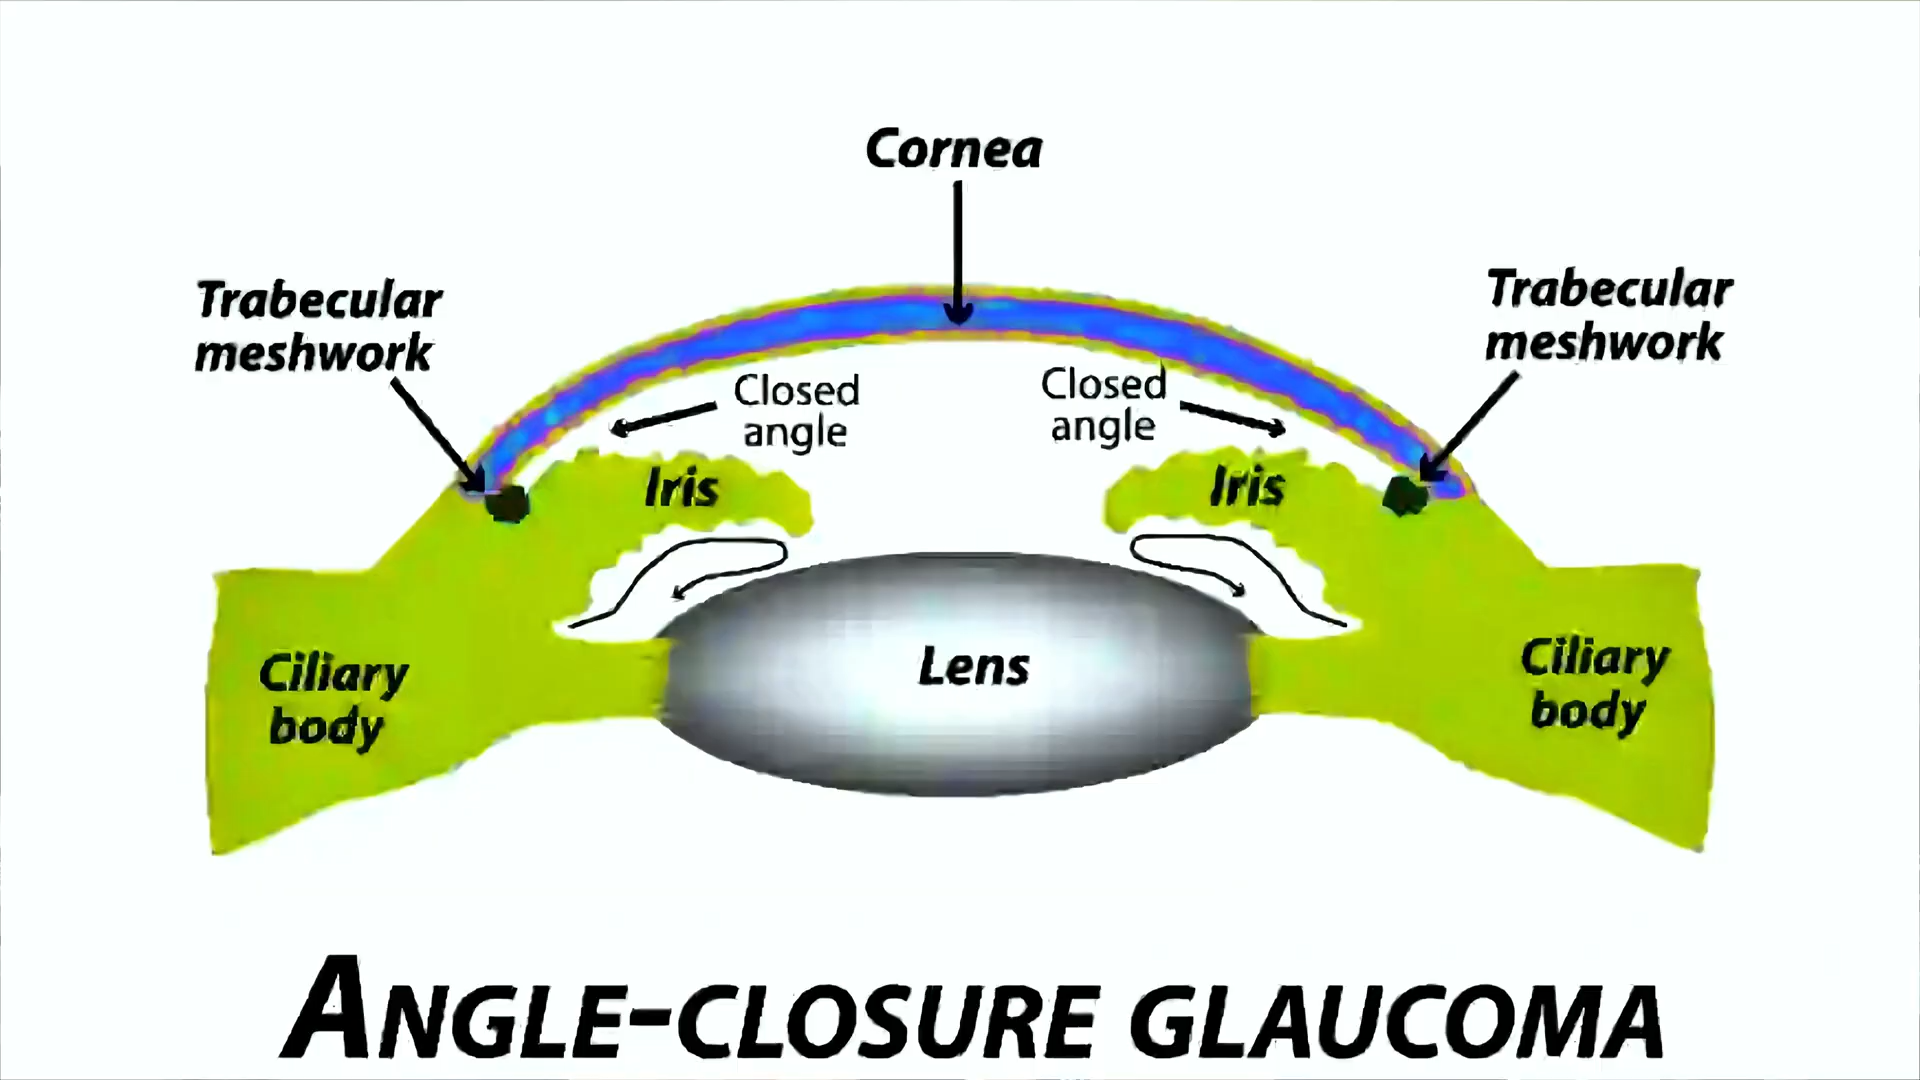 Cornea
Trabecular
meshwork
Trabecular
meshwork
Closed
angle
Closed
angle
Iris
Iris
Lens
Ciliary
body
Ciliary
body
ANGLE-CLOSURE GLAUCOMA